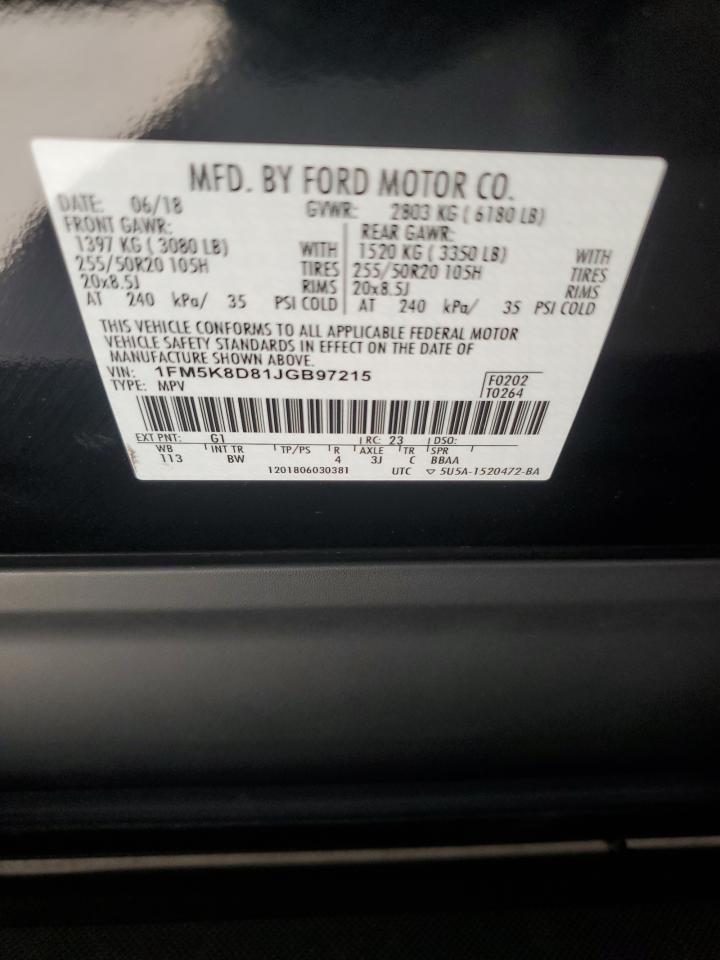 MFD. BY FORD MOTOR CO.
DATE: 06/18 GVWR: 2803 KG ( 6180 LB)
FRONT GAWR: REAR GAWR:
1397 KG ( 3080 LB) WITH 1520 KG ( 3350 LB) WITH
255/50R20 105H TIRES 255/50R20 105H TIRES
20x8.5J RIMS 20x8.5J RIMS
AT 240 kPa/ 35 PSI COLD AT 240 kPa/ 35 PSI COLD
THIS VEHICLE CONFORMS TO ALL APPLICABLE FEDERAL MOTOR
VEHICLE SAFETY STANDARDS IN EFFECT ON THE DATE OF
MANUFACTURE SHOWN ABOVE.
VIN: 1FM5K8D81JGB97215 F0202
TYPE: MPV T0264
EXT PNT: G1 RC: 23 DSO:
WB INT TR TP/PS R AXLE TR SPR
113 BW 4 3J C BBAA
1201806030381 UTC ▽ 5U5A-1520472-BA